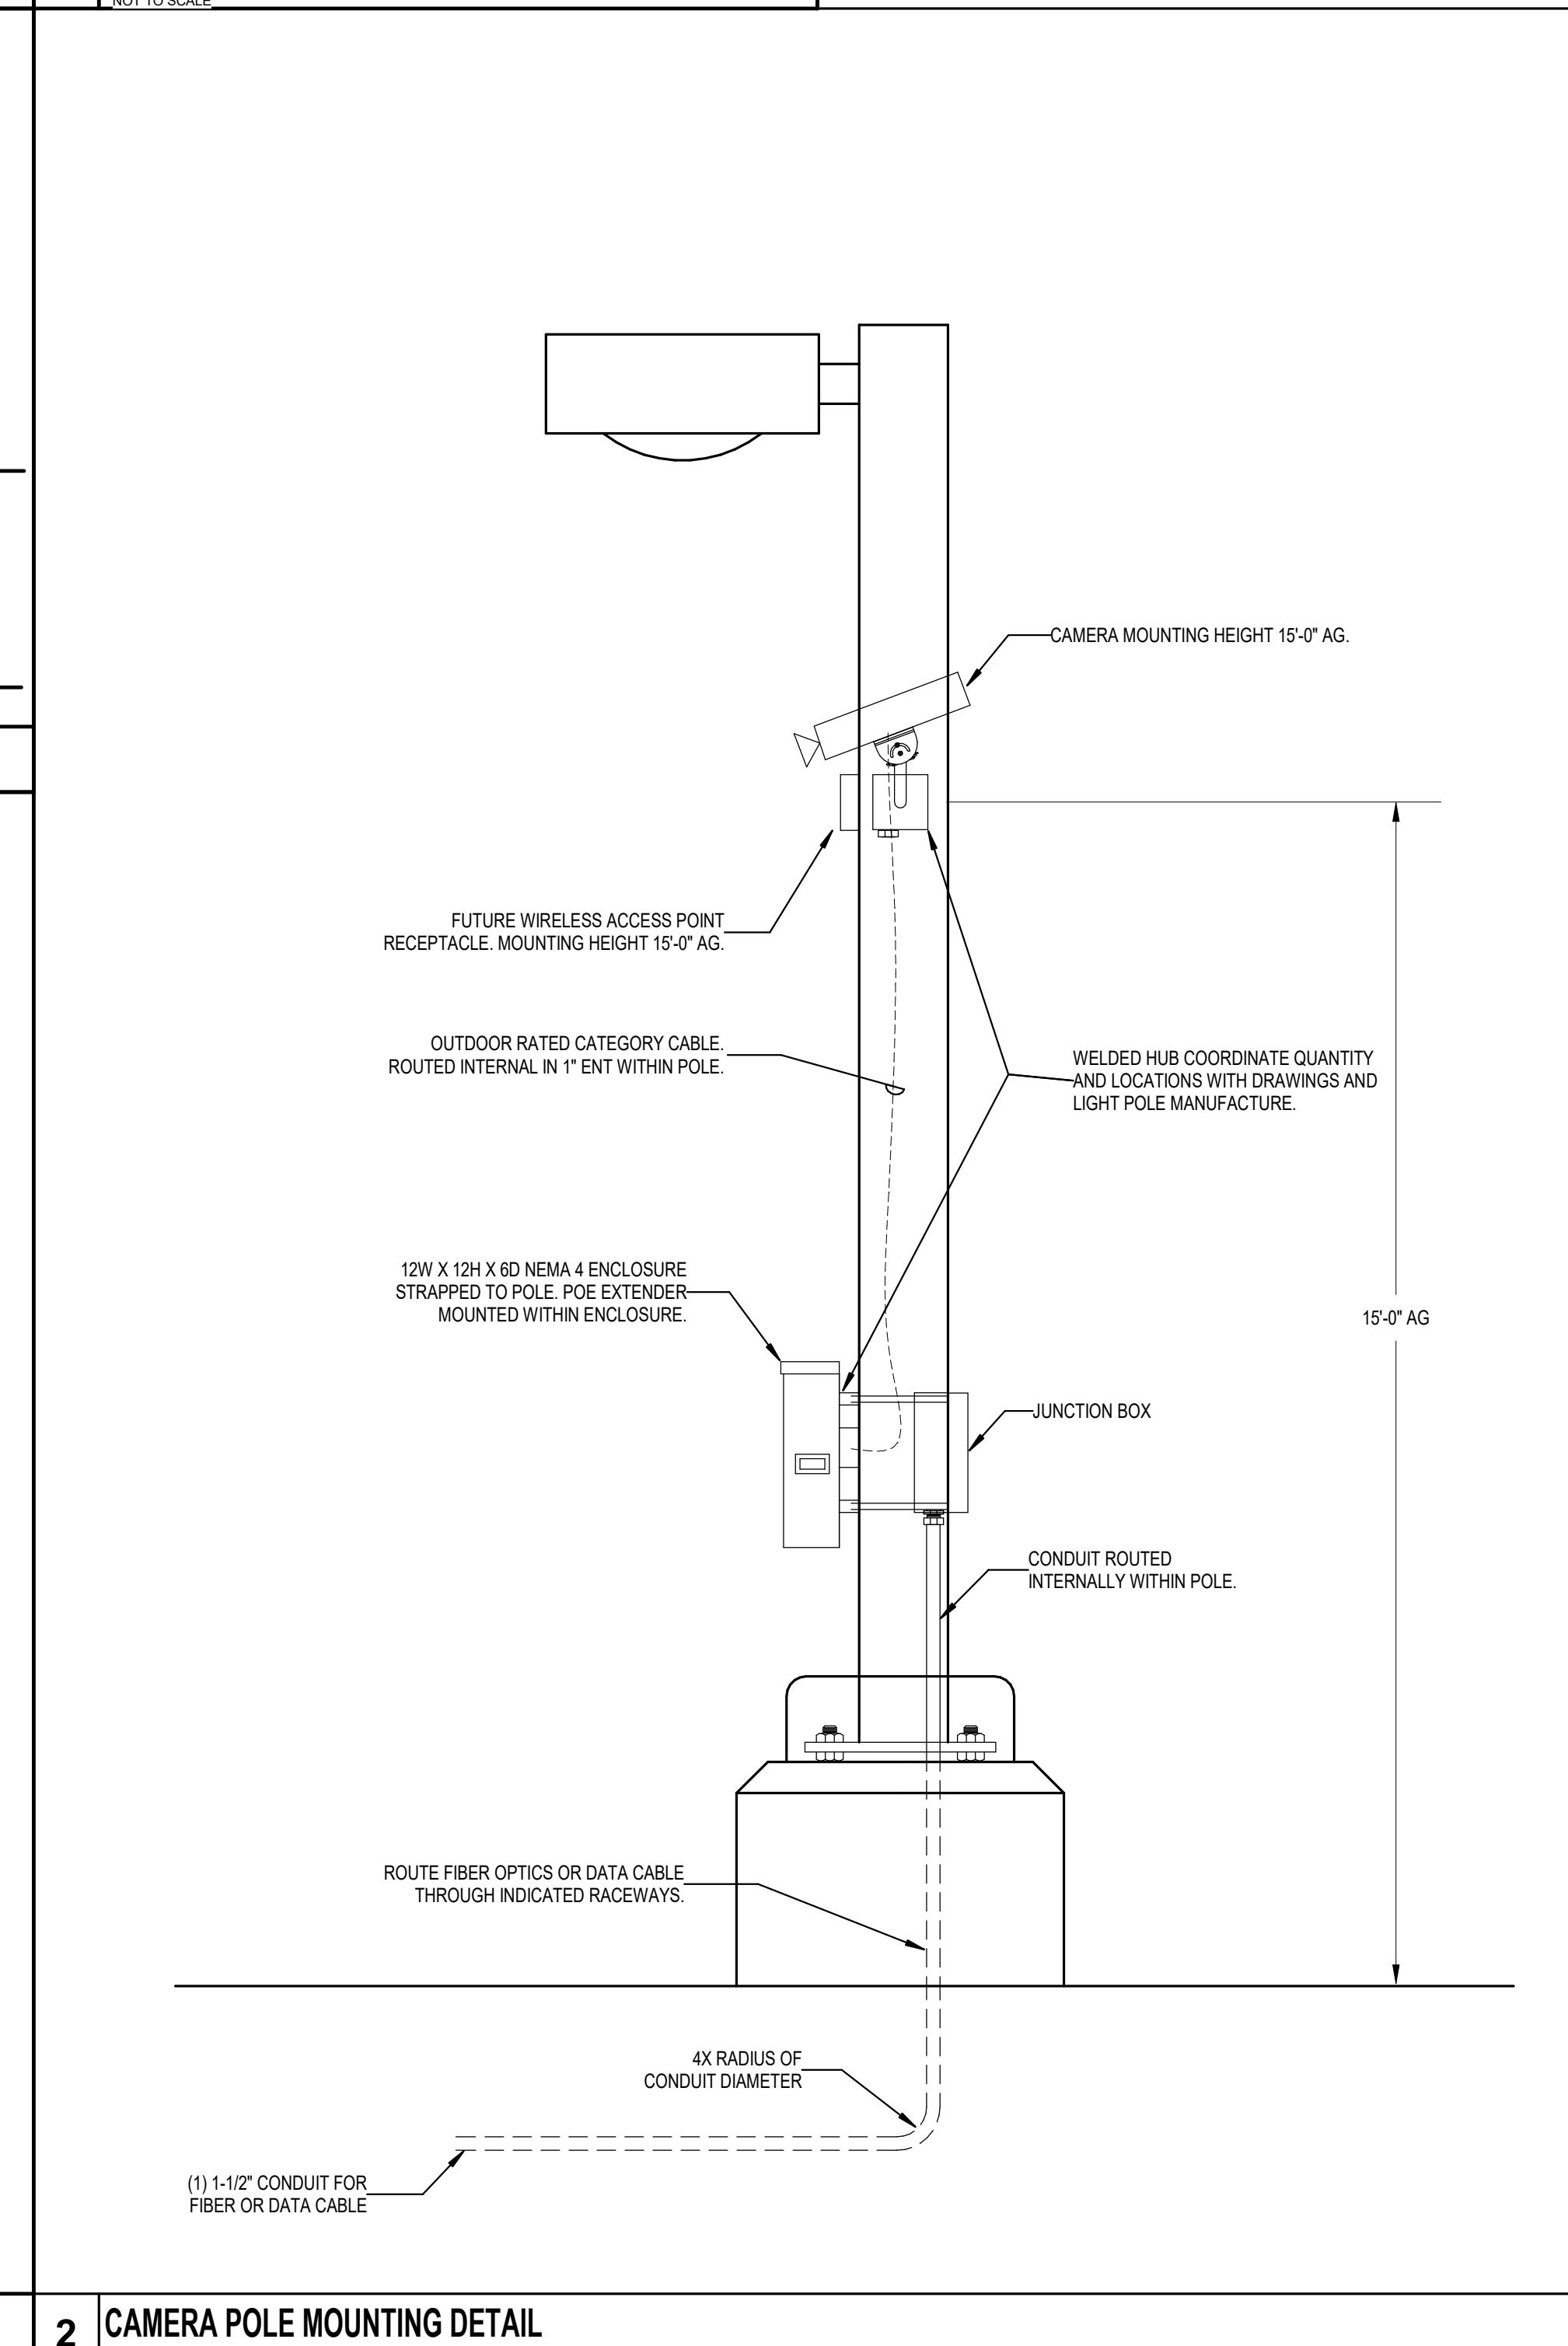 NOT TO SCALE
CAMERA MOUNTING HEIGHT 15'-0" AG.
FUTURE WIRELESS ACCESS POINT
RECEPTACLE. MOUNTING HEIGHT 15'-0" AG.
OUTDOOR RATED CATEGORY CABLE.
ROUTED INTERNAL IN 1" ENT WITHIN POLE.
WELDED HUB COORDINATE QUANTITY
AND LOCATIONS WITH DRAWINGS AND
LIGHT POLE MANUFACTURE.
12W X 12H X 6D NEMA 4 ENCLOSURE
STRAPPED TO POLE. POE EXTENDER
MOUNTED WITHIN ENCLOSURE.
15'-0" AG
JUNCTION BOX
CONDUIT ROUTED
INTERNALLY WITHIN POLE.
ROUTE FIBER OPTICS OR DATA CABLE
THROUGH INDICATED RACEWAYS.
4X RADIUS OF
CONDUIT DIAMETER
(1) 1-1/2" CONDUIT FOR
FIBER OR DATA CABLE
2 CAMERA POLE MOUNTING DETAIL